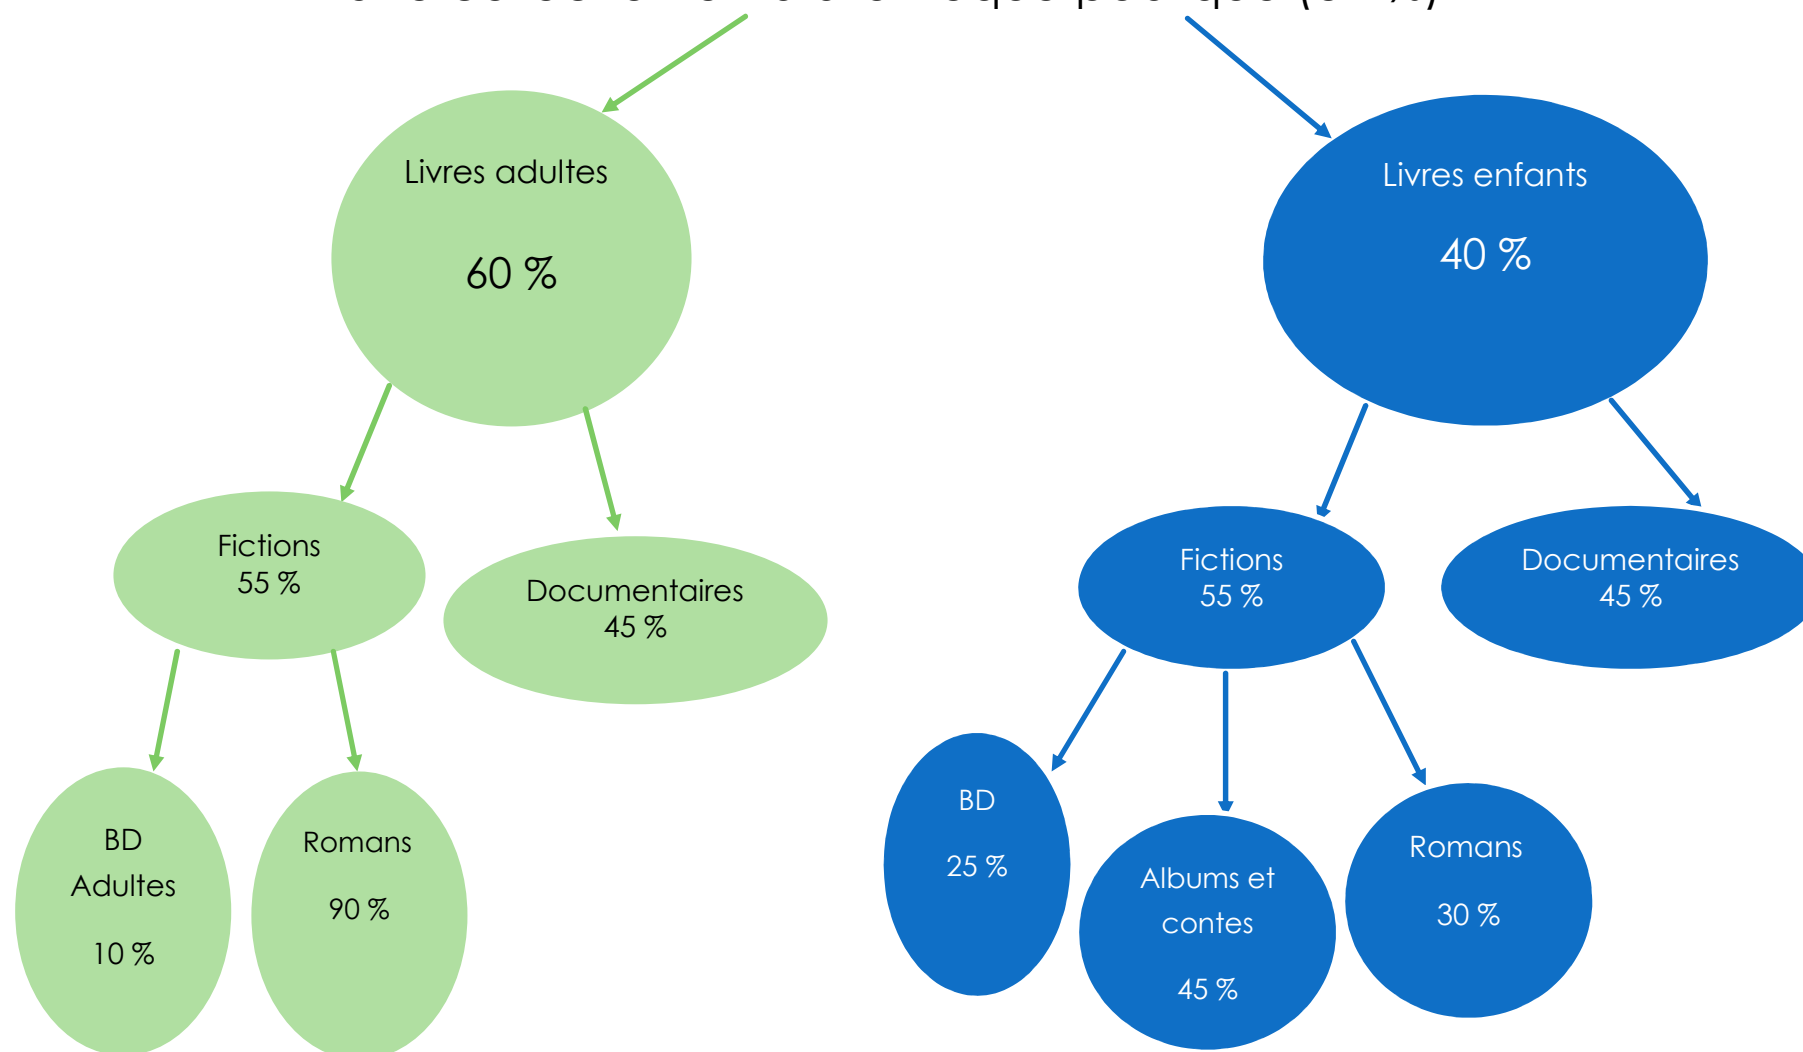 Livres adultes
60 %
Livres enfants
40 %
Fictions
55 %
Documentaires
45 %
Fictions
55 %
Documentaires
45 %
BD
Adultes
10 %
Romans
90 %
BD
25 %
Albums et
contes
45 %
Romans
30 %